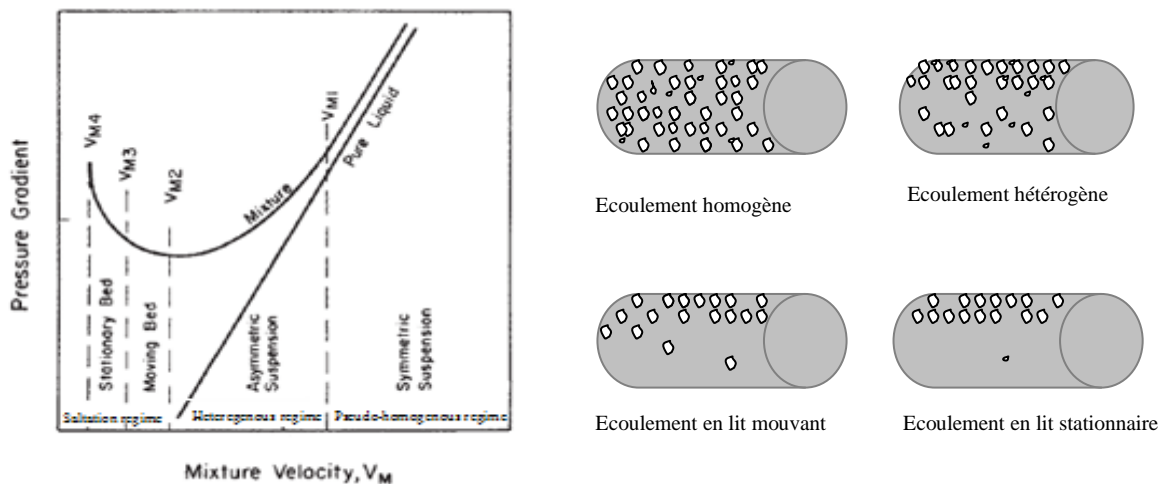 Pressure Grodient
V_M4
V_M3
V_M2
V_M1
Mixture
Pure Liquid
Stationary Bed
Moving Bed
Asymmetric
Suspension
Symmetric
Suspension
Saltation regime
Heterogenous regime
Pseudo-homogenous regime
Mixture Velocity, V_M
Ecoulement homogène
Ecoulement hétérogène
Ecoulement en lit mouvant
Ecoulement en lit stationnaire